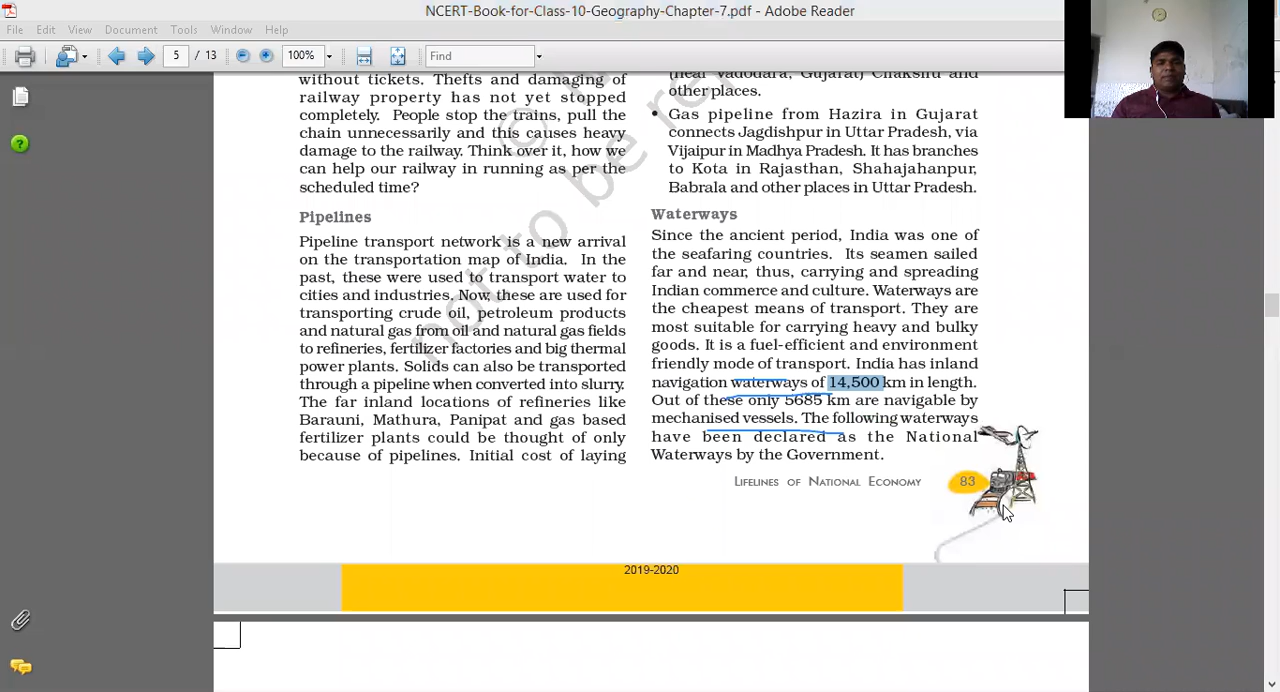 NCERT-Book-for-Class-10-Geography-Chapter-7.pdf - Adobe Reader
File Edit View Document Tools Window Help
5 / 13 100% Find
without tickets. Thefts and damaging of
railway property has not yet stopped
completely. People stop the trains, pull the
chain unnecessarily and this causes heavy
damage to the railway. Think over it, how we
can help our railway in running as per the
scheduled time?
Pipelines
Pipeline transport network is a new arrival
on the transportation map of India. In the
past, these were used to transport water to
cities and industries. Now, these are used for
transporting crude oil, petroleum products
and natural gas from oil and natural gas fields
to refineries, fertilizer factories and big thermal
power plants. Solids can also be transported
through a pipeline when converted into slurry.
The far inland locations of refineries like
Barauni, Mathura, Panipat and gas based
fertilizer plants could be thought of only
because of pipelines. Initial cost of laying
(near Vadodara, Gujarat) Chakshu and
other places.
• Gas pipeline from Hazira in Gujarat
connects Jagdishpur in Uttar Pradesh, via
Vijaipur in Madhya Pradesh. It has branches
to Kota in Rajasthan, Shahajahanpur,
Babrala and other places in Uttar Pradesh.
Waterways
Since the ancient period, India was one of
the seafaring countries. Its seamen sailed
far and near, thus, carrying and spreading
Indian commerce and culture. Waterways are
the cheapest means of transport. They are
most suitable for carrying heavy and bulky
goods. It is a fuel-efficient and environment
friendly mode of transport. India has inland
navigation waterways of 14,500 km in length.
Out of these only 5685 km are navigable by
mechanised vessels. The following waterways
have been declared as the National
Waterways by the Government.
LIFELINES OF NATIONAL ECONOMY 83
2019-2020
not to be re